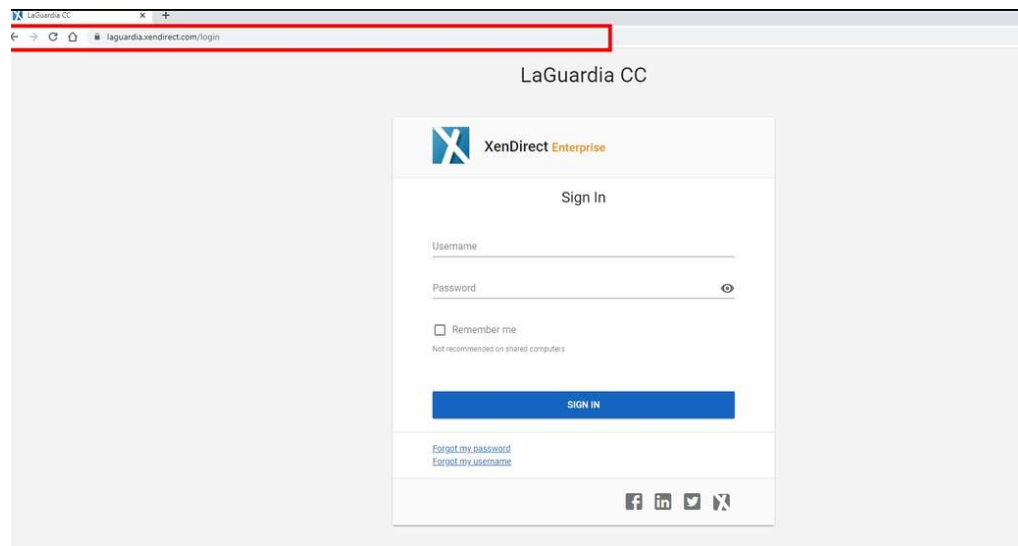 LaGuardia CC
laguardia.xendirect.com/login
LaGuardia CC
XenDirect Enterprise
Sign In
Username
Password
Remember me
Not recommended on shared computers
SIGN IN
Forgot my password
Forgot my username